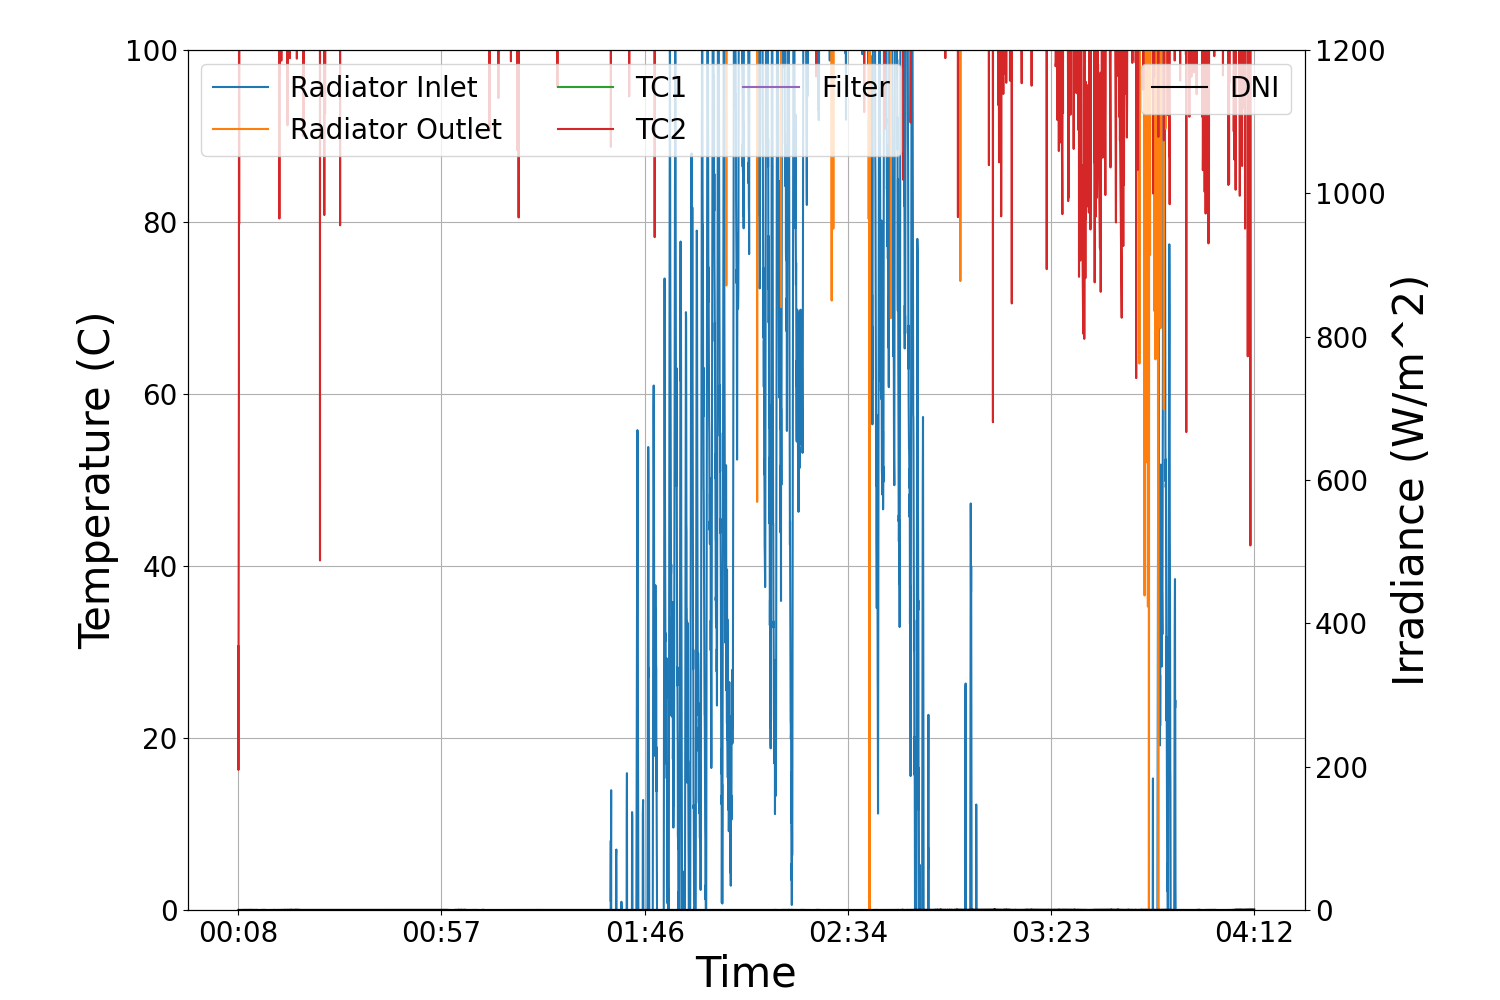 100
80
60
40
20
0
Temperature (C)
Radiator Inlet
Radiator Outlet
TC1
TC2
Filter
DNI
1200
1000
800
600
400
200
0
Irradiance (W/m^2)
00:08 00:57 01:46 02:34 03:23 04:12
Time